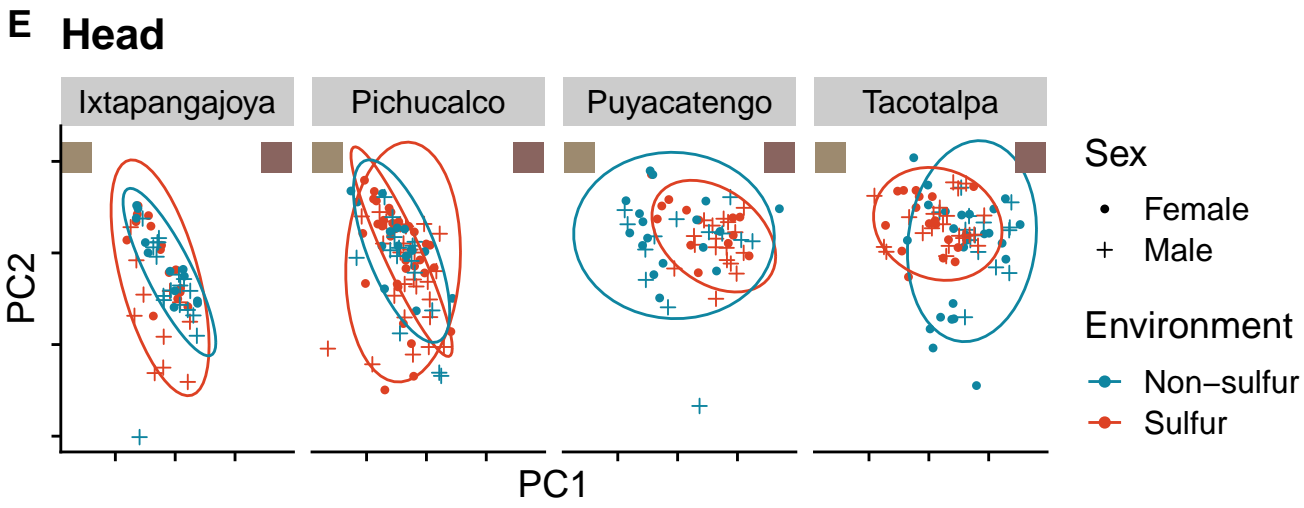 E Head
Ixtapangajoya Pichucalco Puyacatengo Tacotalpa
PC2
PC1
Sex
Female
Male
Environment
Non−sulfur
Sulfur